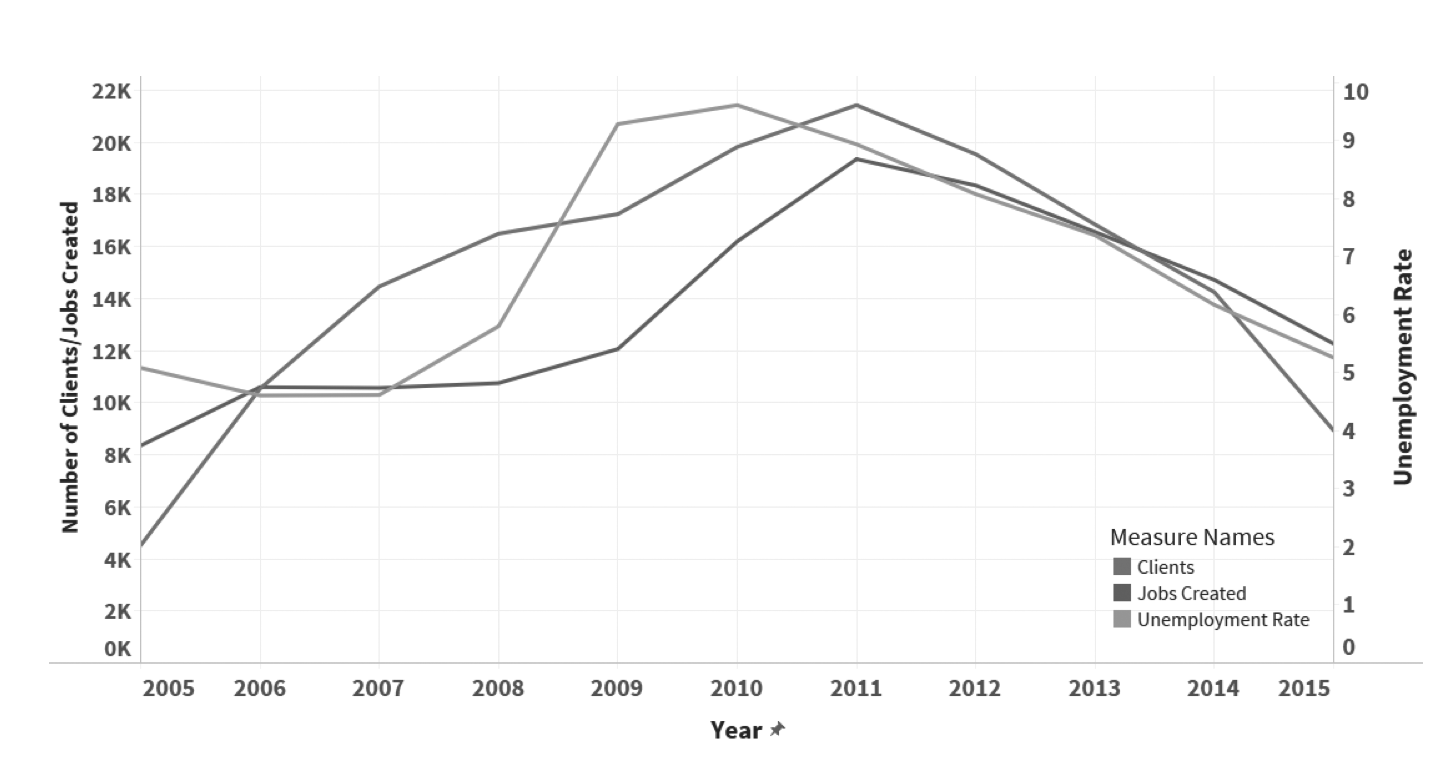 22K
20K
18K
16K
14K
12K
10K
8K
6K
4K
2K
0K
Number of Clients/Jobs Created
10
9
8
7
6
5
4
3
2
1
0
Unemployment Rate
Measure Names
Clients
Jobs Created
Unemployment Rate
2005 2006 2007 2008 2009 2010 2011 2012 2013 2014 2015
Year